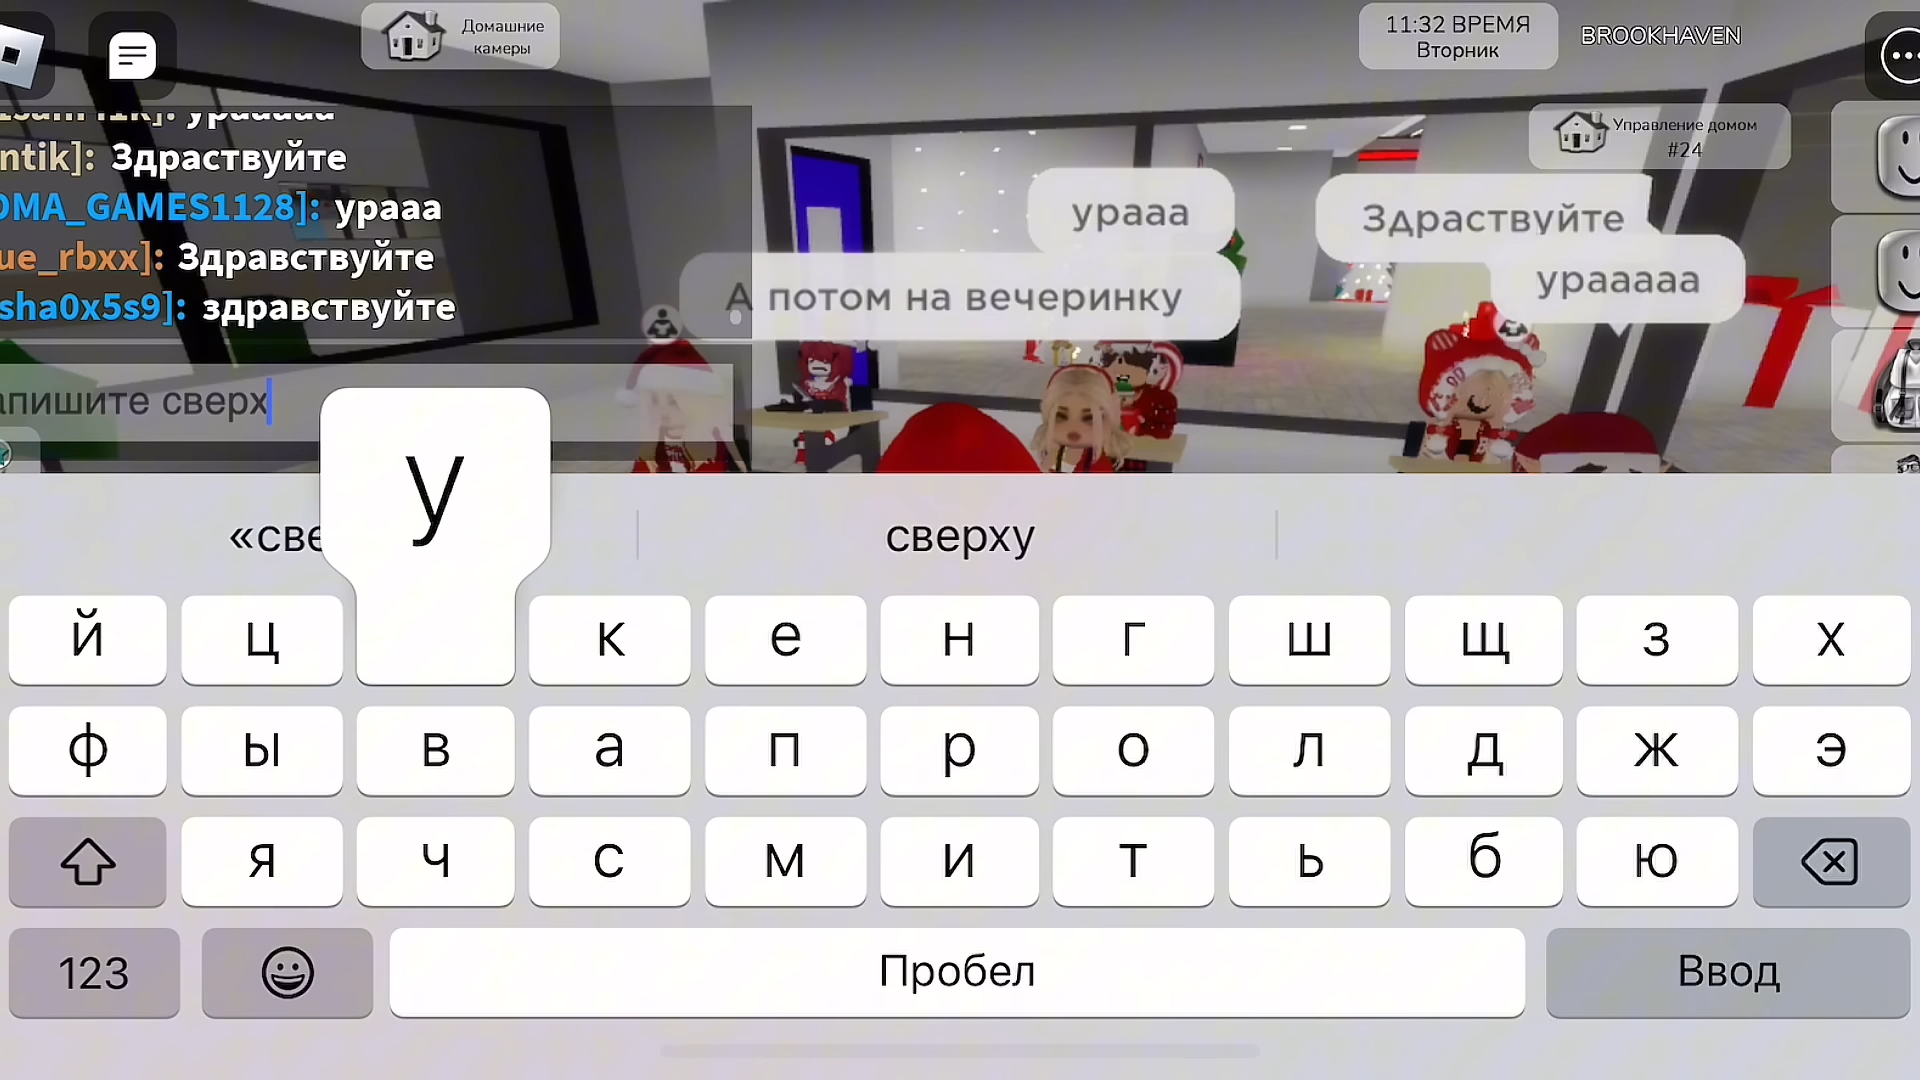 Домашние
камеры
11:32 ВРЕМЯ
Вторник
BROOKHAVEN
Управление домом
#24
ntik]: Здраствуйте
OMA_GAMES1128]: урааа
ue_rbxx]: Здравствуйте
sha0x5s9]: здравствуйте
урааа
Здраствуйте
А потом на вечеринку
урааааа
апишите сверх
у
«све
сверху
й ц к е н г ш щ з х
ф ы в а п р о л д ж э
я ч с м и т ь б ю
123 Пробел Ввод